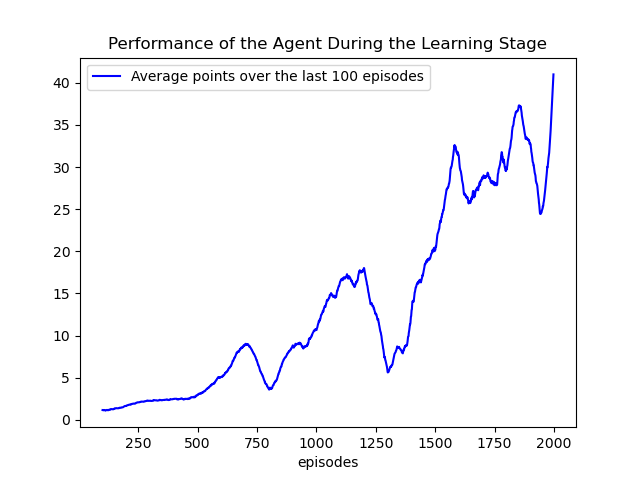 Performance of the Agent During the Learning Stage
Average points over the last 100 episodes
40
35
30
25
20
15
10
5
0
250 500 750 1000 1250 1500 1750 2000
episodes